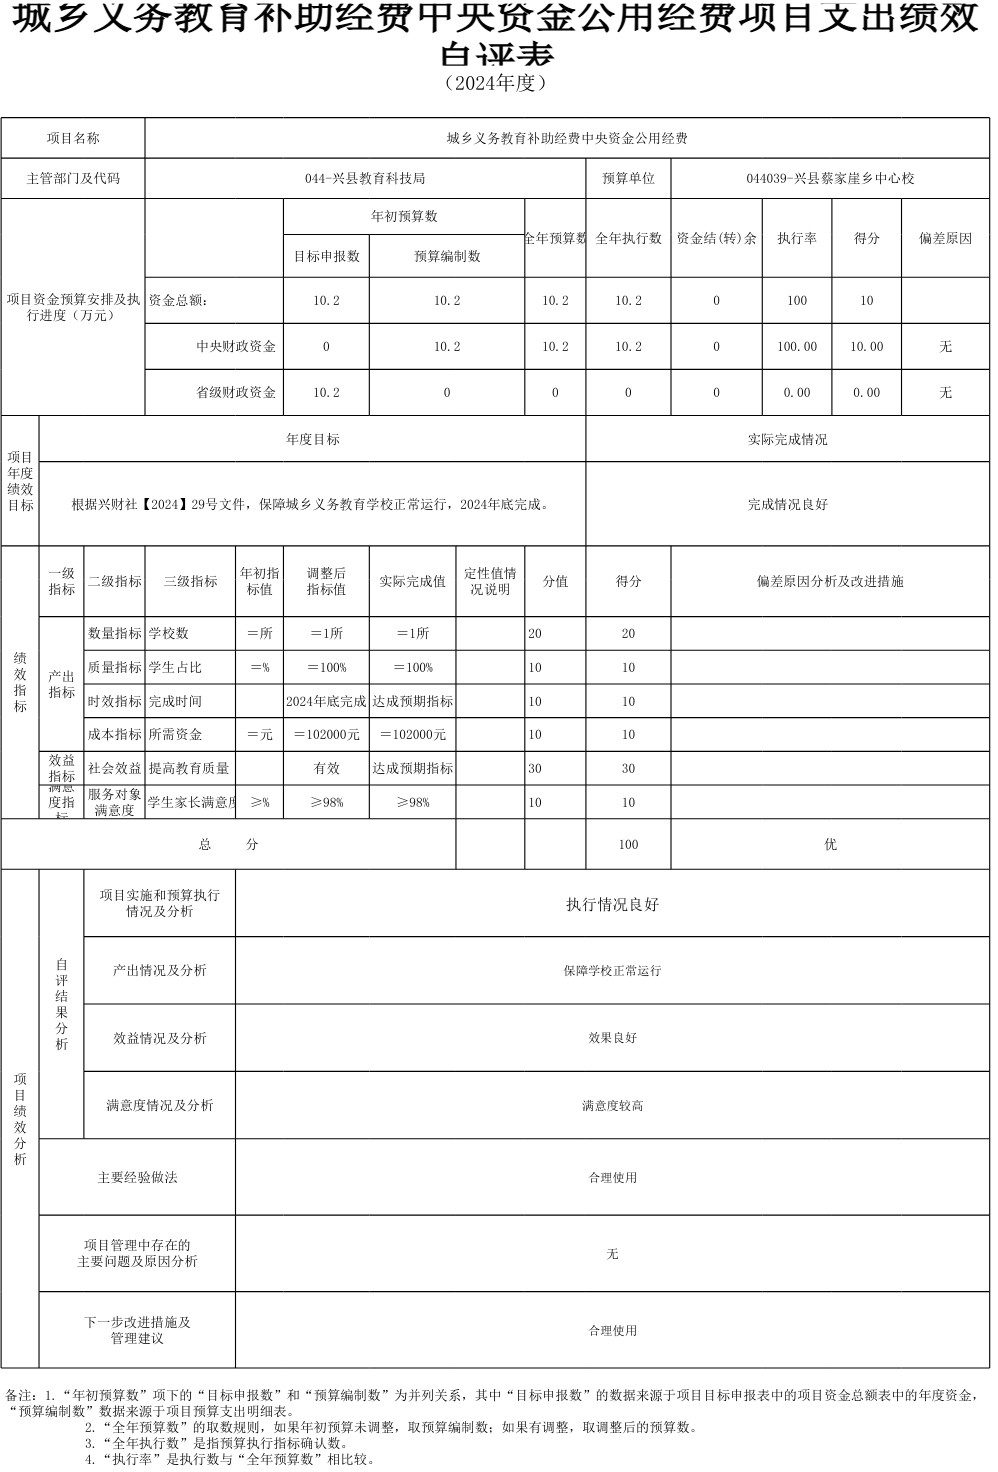 城乡义务教育补助经费中央资金公用经费项目支出绩效
自评表
（2024年度）
项目名称 城乡义务教育补助经费中央资金公用经费
主管部门及代码 044-兴县教育科技局 预算单位 044039-兴县蔡家崖乡中心校
项目资金预算安排及执
行进度（万元）
年初预算数 全年预算数 全年执行数 资金结(转)余 执行率 得分 偏差原因
目标申报数 预算编制数
资金总额： 10.2 10.2 10.2 10.2 0 100 10
中央财政资金 0 10.2 10.2 10.2 0 100.00 10.00 无
省级财政资金 10.2 0 0 0 0 0.00 0.00 无
项目
年度
绩效
目标
年度目标 实际完成情况
根据兴财社【2024】29号文件，保障城乡义务教育学校正常运行，2024年底完成。 完成情况良好
绩
效
指
标
一级
指标
二级指标 三级指标
年初指
标值
调整后
指标值
实际完成值
定性值情
况说明
分值 得分 偏差原因分析及改进措施
产出
指标
数量指标 学校数 ＝所 ＝1所 ＝1所 20 20
质量指标 学生占比 ＝% ＝100% ＝100% 10 10
时效指标 完成时间 2024年底完成 达成预期指标 10 10
成本指标 所需资金 ＝元 ＝102000元 ＝102000元 10 10
效益
指标
社会效益 提高教育质量 有效 达成预期指标 30 30
满意
度指
标
服务对象
满意度
学生家长满意度 ≥% ≥98% ≥98% 10 10
总 分 100 优
项
目
绩
效
分
析
自
评
结
果
分
析
项目实施和预算执行
情况及分析
执行情况良好
产出情况及分析 保障学校正常运行
效益情况及分析 效果良好
满意度情况及分析 满意度较高
主要经验做法 合理使用
项目管理中存在的
主要问题及原因分析
无
下一步改进措施及
管理建议
合理使用
备注：1.“年初预算数”项下的“目标申报数”和“预算编制数”为并列关系，其中“目标申报数”的数据来源于项目目标申报表中的项目资金总额表中的年度资金，
“预算编制数”数据来源于项目预算支出明细表。
2.“全年预算数”的取数规则，如果年初预算未调整，取预算编制数；如果有调整，取调整后的预算数。
3.“全年执行数”是指预算执行指标确认数。
4.“执行率”是执行数与“全年预算数”相比较。